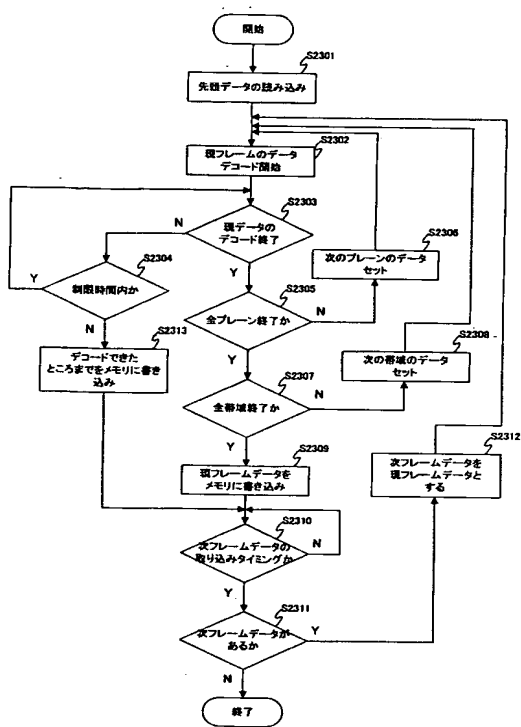 開始
S2301
先頭データの読み込み
S2302
現フレームのデータ
デコード開始
S2303
現データの
デコード終了
N
Y
S2304
制限時間内か
Y
N
S2305
全プレーン終了か
N
Y
S2306
次のプレーンのデータ
セット
S2313
デコードできた
ところまでをメモリに書き
込み
S2307
全帯域終了か
N
Y
S2308
次の帯域のデータ
セット
S2309
現フレームデータを
メモリに書き込み
S2310
次フレームデータの
取り込みタイミングか
N
Y
S2311
次フレームデータが
あるか
Y
N
S2312
次フレームデータを
現フレームデータと
する
終了